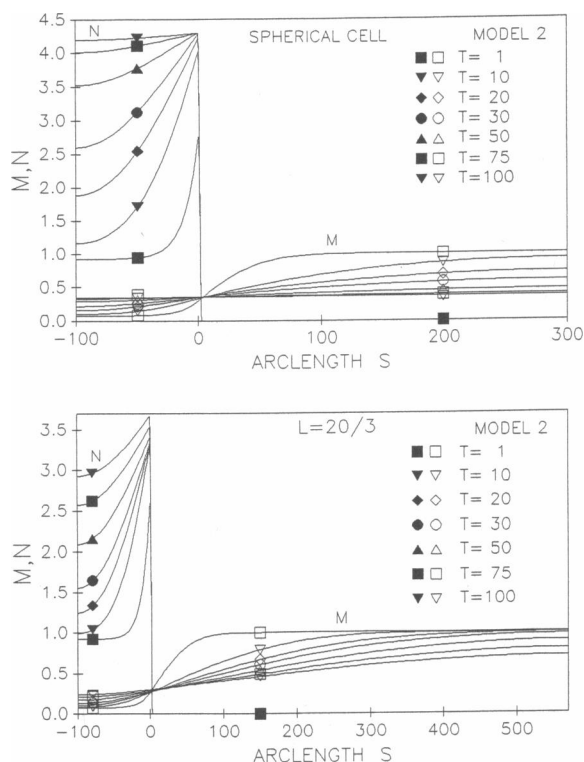 4.5
N
SPHERICAL CELL
MODEL 2
4.0
T= 1
3.5
T= 10
T= 20
3.0
T= 30
2.5
T= 50
T= 75
2.0
T=100
1.5
1.0
M
0.5
0.0
M,N
-100
0
100
200
300
ARCLENGTH S
L=20/3
MODEL 2
3.5
N
T= 1
3.0
T= 10
T= 20
2.5
T= 30
2.0
T= 50
T= 75
1.5
T=100
1.0
M
0.5
0.0
M,N
-100
0
100
200
300
400
500
ARCLENGTH S